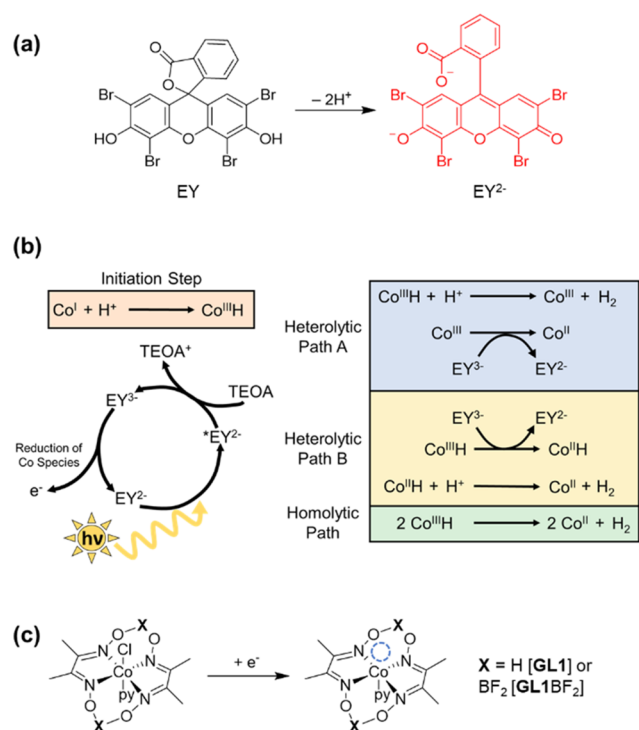 (a)
O
O
Br
Br
HO
O
OH
Br
Br
EY
– 2H⁺
O
O⁻
Br
Br
⁻O
O
O
Br
Br
EY²⁻
(b)
Initiation Step
Coᴵ + H⁺ CoᴵᴵᴵH
TEOA⁺
TEOA
EY³⁻
*EY²⁻
Reduction of
Co Species
e⁻
EY²⁻
hν
Heterolytic
Path A
CoᴵᴵᴵH + H⁺ Coᴵᴵᴵ + H₂
Coᴵᴵᴵ Coᴵᴵ
EY³⁻ EY²⁻
Heterolytic
Path B
EY³⁻ EY²⁻
CoᴵᴵᴵH CoᴵᴵH
CoᴵᴵH + H⁺ Coᴵᴵ + H₂
Homolytic
Path
2 CoᴵᴵᴵH 2 Coᴵᴵ + H₂
(c)
X
O O
Cl
N N
Co
N N
py
O O
X
+ e⁻
X
O O
N N
Co
N N
py
O O
X
X = H [GL1] or
BF₂ [GL1BF₂]